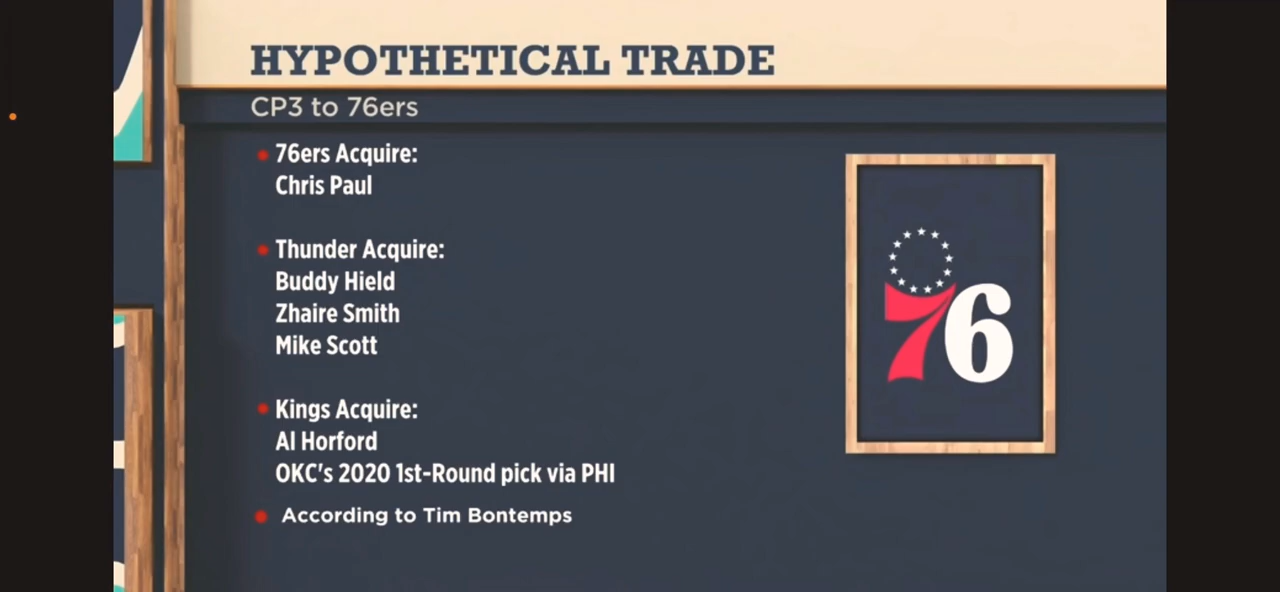 HYPOTHETICAL TRADE
CP3 to 76ers
76ers Acquire:
Chris Paul
Thunder Acquire:
Buddy Hield
Zhaire Smith
Mike Scott
Kings Acquire:
Al Horford
OKC's 2020 1st-Round pick via PHI
According to Tim Bontemps
76